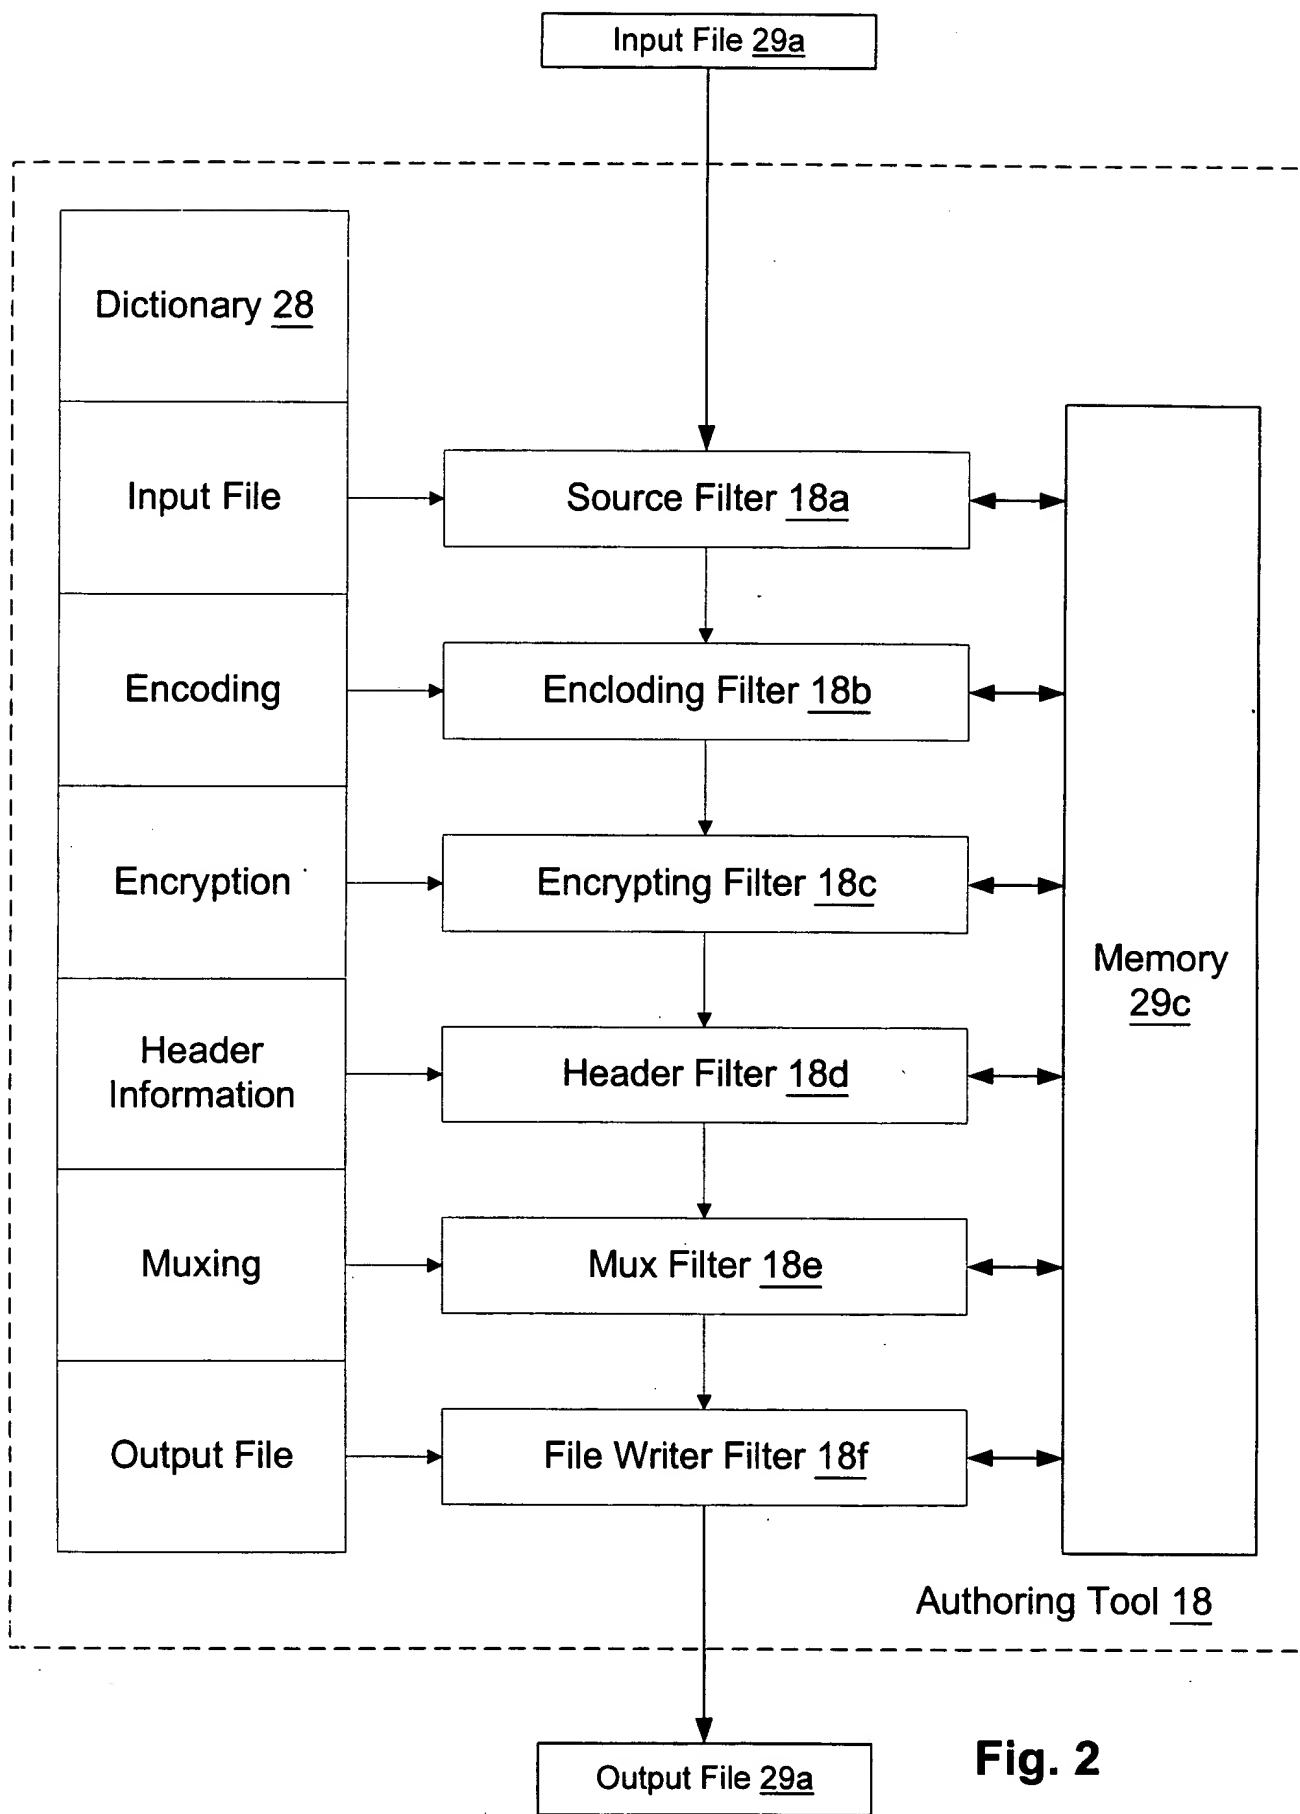 Input File 29a
Dictionary 28
Input File
Source Filter 18a
Encoding
Encloding Filter 18b
Encryption
Encrypting Filter 18c
Memory
29c
Header
Information
Header Filter 18d
Muxing
Mux Filter 18e
Output File
File Writer Filter 18f
Authoring Tool 18
Output File 29a
Fig. 2